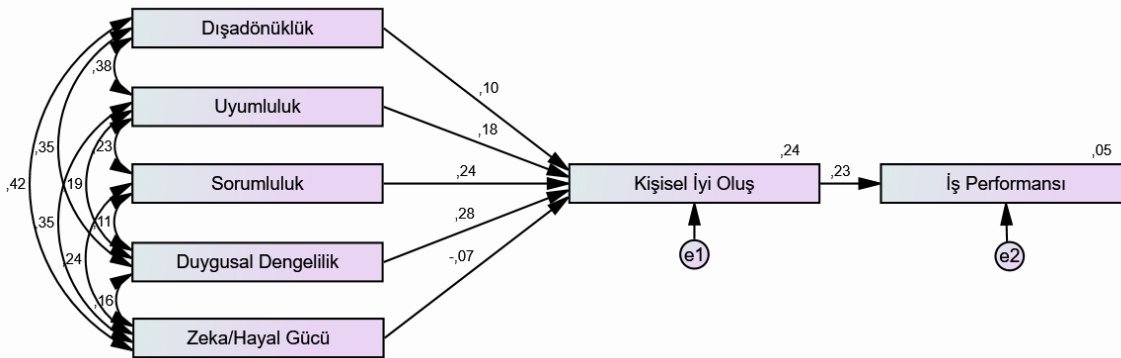 Dışadönüklük
,38
,10
Uyumluluk
,18
,24
,05
,35
,23
,42
,19
Sorumluluk
,24
Kişisel İyi Oluş
,23
İş Performansı
,35
,11
,28
,24
Duygusal Dengelilik
-,07
e1
e2
,16
Zeka/Hayal Gücü